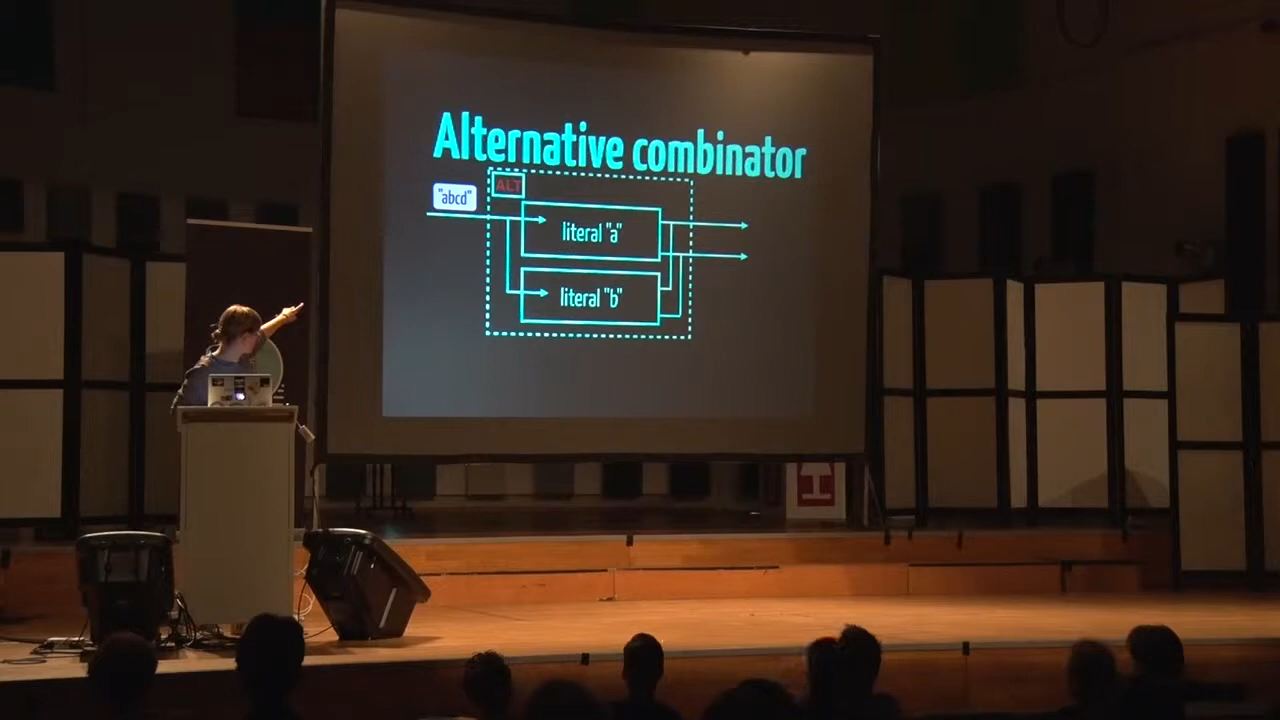 Alternative combinator
"abcd"
ALT
literal "a"
literal "b"